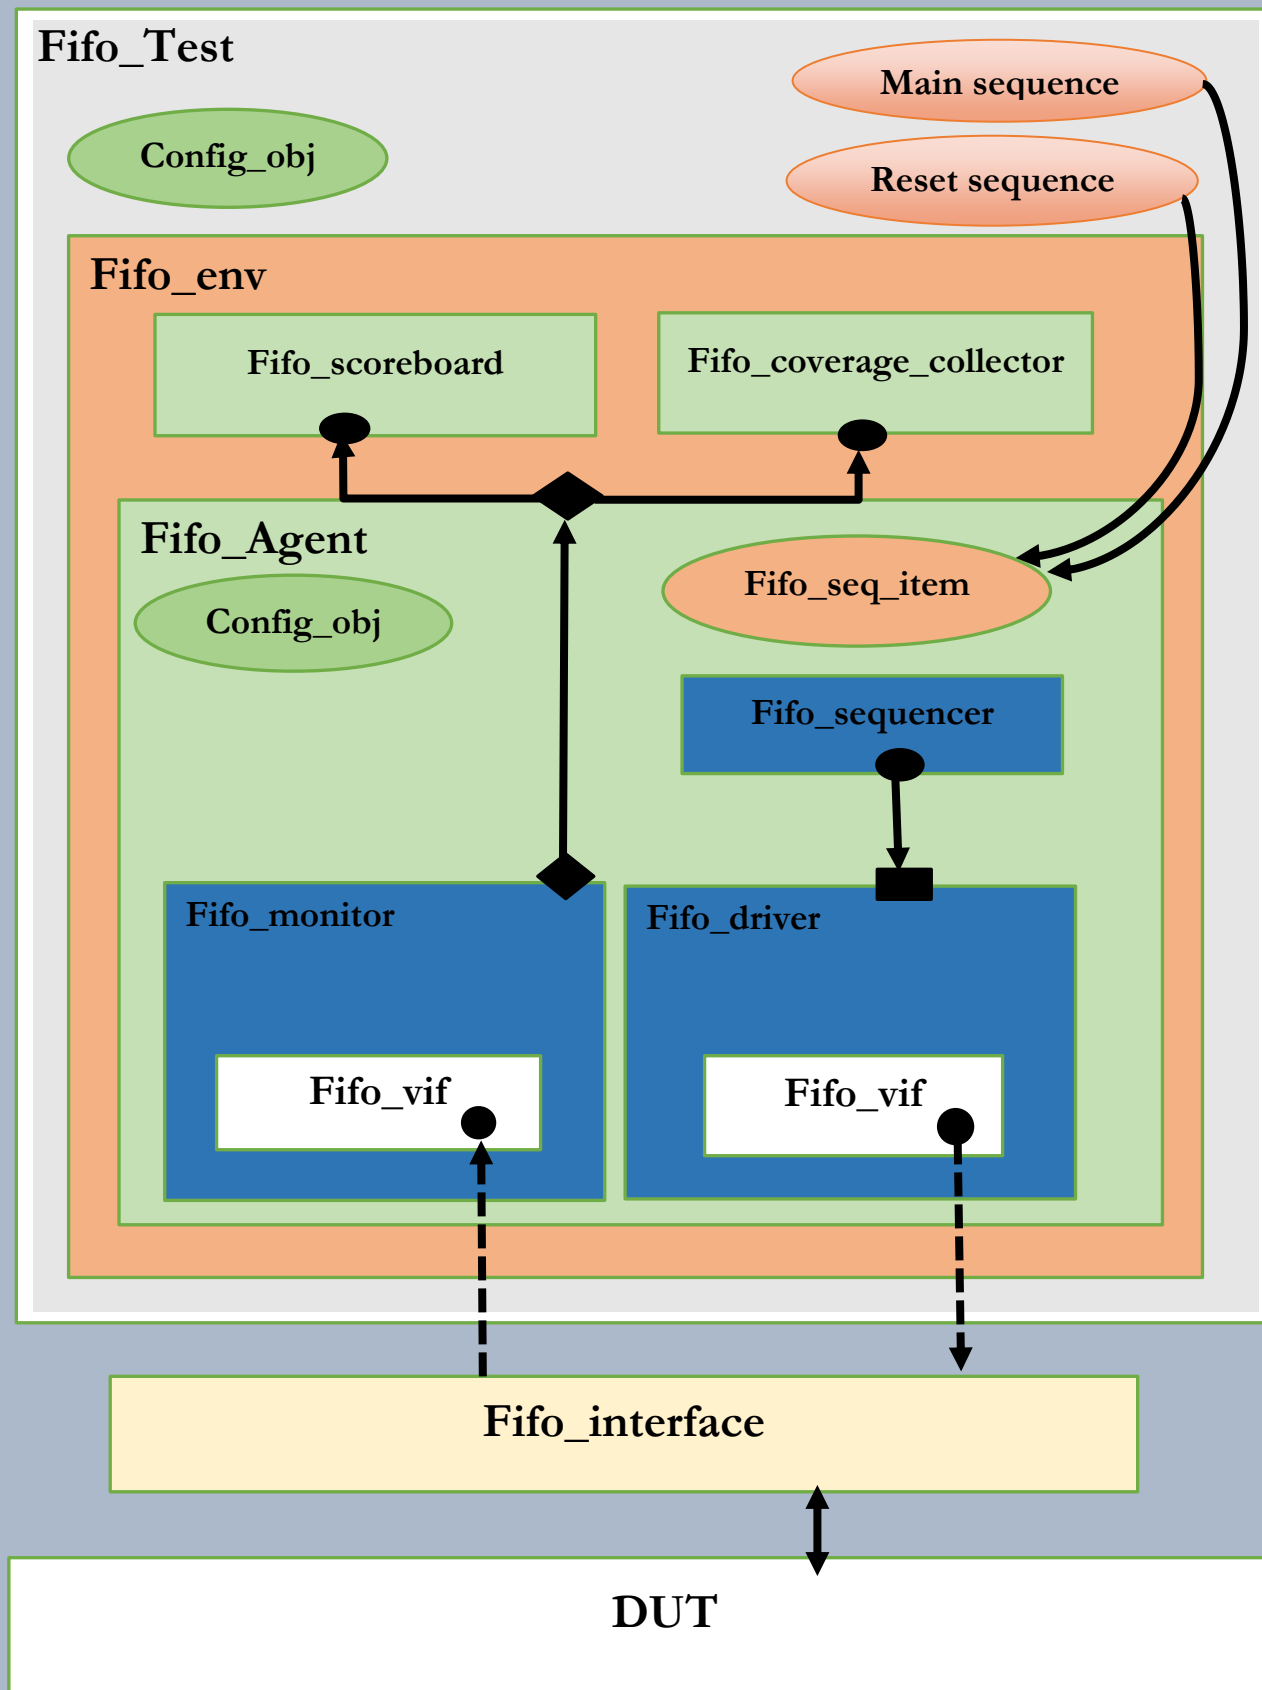 Fifo_Test
Main sequence
Config_obj
Reset sequence
Fifo_env
Fifo_scoreboard
Fifo_coverage_collector
Fifo_Agent
Fifo_seq_item
Config_obj
Fifo_sequencer
Fifo_monitor
Fifo_driver
Fifo_vif
Fifo_vif
Fifo_interface
DUT